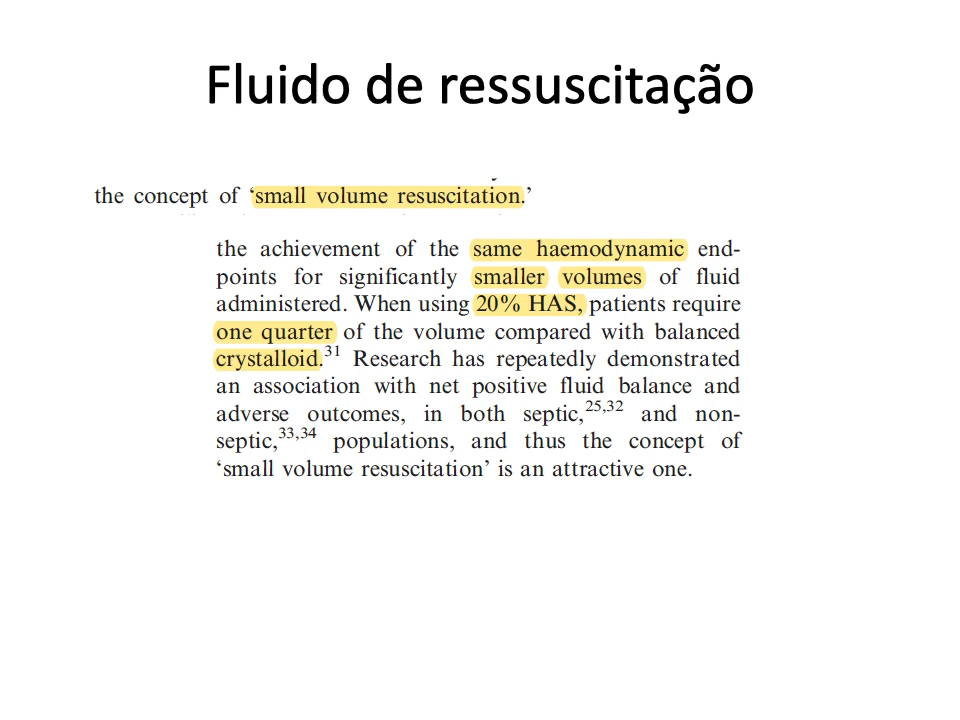 Fluido de ressuscitação
the concept of ‘small volume resuscitation.’
the achievement of the same haemodynamic end-
points for significantly smaller volumes of fluid
administered. When using 20% HAS, patients require
one quarter of the volume compared with balanced
crystalloid.31 Research has repeatedly demonstrated
an association with net positive fluid balance and
adverse outcomes, in both septic,25,32 and non-
septic,33,34 populations, and thus the concept of
‘small volume resuscitation’ is an attractive one.